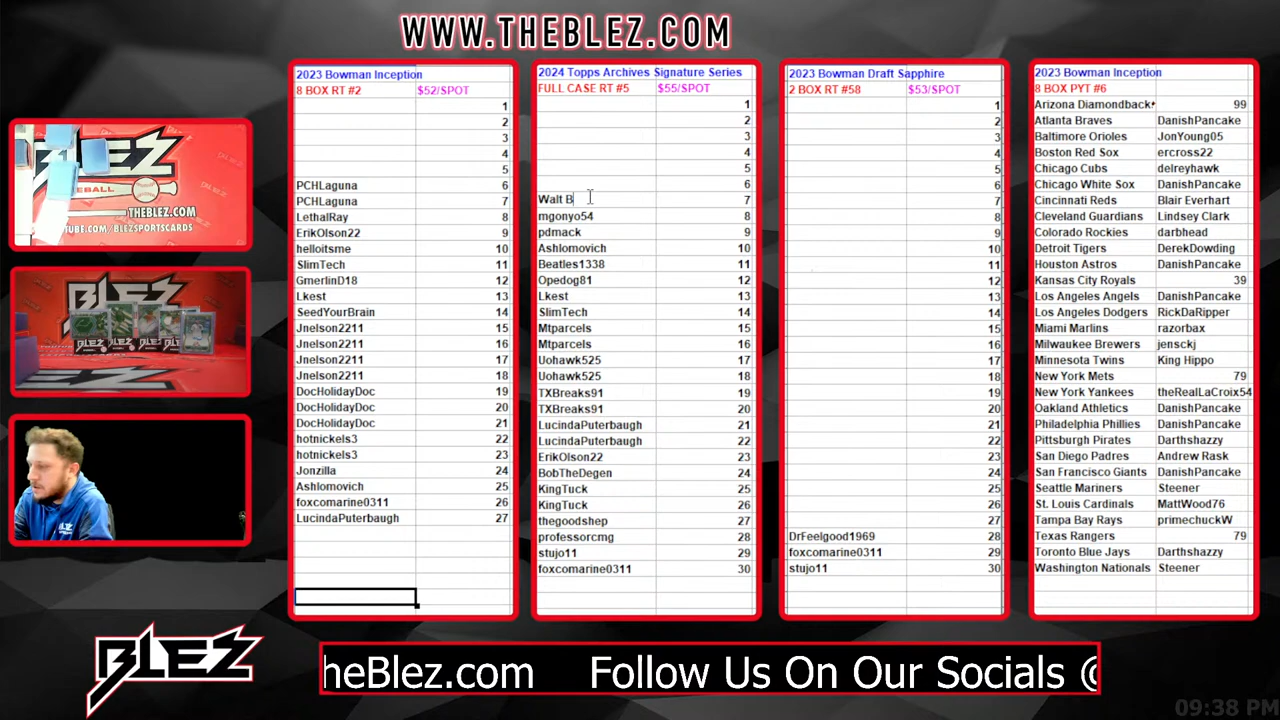 WWW.THEBLEZ.COM
2023 Bowman Inception
8 BOX RT #2 $52/SPOT
1
2
3
4
5
PCHLaguna 6
PCHLaguna 7
LethalRay 8
ErikOlson22 9
helloitsme 10
SlimTech 11
GmerlinD18 12
Lkest 13
SeedYourBrain 14
Jnelson2211 15
Jnelson2211 16
Jnelson2211 17
Jnelson2211 18
DocHolidayDoc 19
DocHolidayDoc 20
DocHolidayDoc 21
hotnickels3 22
hotnickels3 23
Jonzilla 24
Ashlomovich 25
foxcomarine0311 26
LucindaPuterbaugh 27
2024 Topps Archives Signature Series
FULL CASE RT #5 $55/SPOT
1
2
3
4
5
6
Walt B 7
mgonyo54 8
pdmack 9
Ashlomovich 10
Beatles1338 11
Opedog81 12
Lkest 13
SlimTech 14
Mtparcels 15
Mtparcels 16
Uohawk525 17
Uohawk525 18
TXBreaks91 19
TXBreaks91 20
LucindaPuterbaugh 21
LucindaPuterbaugh 22
ErikOlson22 23
BobTheDegen 24
KingTuck 25
KingTuck 26
thegoodshep 27
professorcmg 28
stujo11 29
foxcomarine0311 30
2023 Bowman Draft Sapphire
2 BOX RT #58 $53/SPOT
1
2
3
4
5
6
7
8
9
10
11
12
13
14
15
16
17
18
19
20
21
22
23
24
25
26
27
DrFeelgood1969 28
foxcomarine0311 29
stujo11 30
2023 Bowman Inception
8 BOX PYT #6
Arizona Diamondback 99
Atlanta Braves DanishPancake
Baltimore Orioles JonYoung05
Boston Red Sox ercross22
Chicago Cubs delreyhawk
Chicago White Sox DanishPancake
Cincinnati Reds Blair Everhart
Cleveland Guardians Lindsey Clark
Colorado Rockies darbhead
Detroit Tigers DerekDowding
Houston Astros DanishPancake
Kansas City Royals 39
Los Angeles Angels DanishPancake
Los Angeles Dodgers RickDaRipper
Miami Marlins razorbax
Milwaukee Brewers jensckj
Minnesota Twins King Hippo
New York Mets 79
New York Yankees theRealLaCroix54
Oakland Athletics DanishPancake
Philadelphia Phillies DanishPancake
Pittsburgh Pirates Darthshazzy
San Diego Padres Andrew Rask
San Francisco Giants DanishPancake
Seattle Mariners Steener
St. Louis Cardinals MattWood76
Tampa Bay Rays primechuckW
Texas Rangers 79
Toronto Blue Jays Darthshazzy
Washington Nationals Steener
BLEZ
THEBLEZ.COM
TUBE.COM/BLEZSPORTSCARDS
BLEZ
BLEZ
heBlez.com Follow Us On Our Socials @
09:38 PM